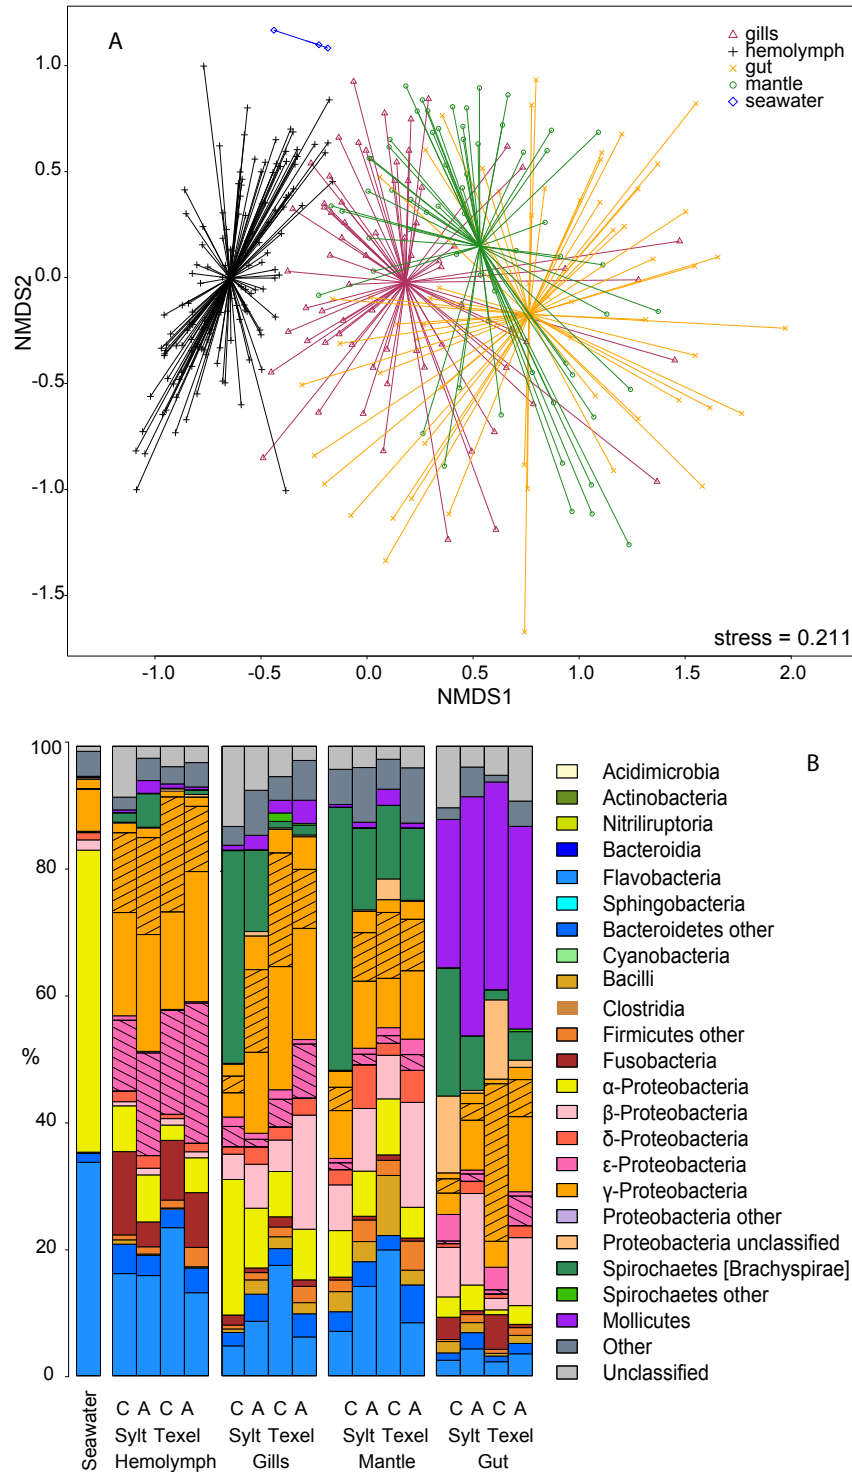 A
gills
hemolymph
gut
mantle
seawater
1.0
0.5
0.0
-0.5
-1.0
-1.5
NMDS2
stress = 0.211
-1.0
-0.5
0.0
0.5
1.0
1.5
2.0
NMDS1
B
100
80
60
%
40
20
0
Acidimicrobia
Actinobacteria
Nitriliruptoria
Bacteroidia
Flavobacteria
Sphingobacteria
Bacteroidetes other
Cyanobacteria
Bacilli
Clostridia
Firmicutes other
Fusobacteria
α-Proteobacteria
β-Proteobacteria
δ-Proteobacteria
ε-Proteobacteria
γ-Proteobacteria
Proteobacteria other
Proteobacteria unclassified
Spirochaetes [Brachyspirae]
Spirochaetes other
Mollicutes
Other
Unclassified
Seawater
C A C A
Sylt Texel
Hemolymph
C A C A
Sylt Texel
Gills
C A C A
Sylt Texel
Mantle
C A C A
Sylt Texel
Gut